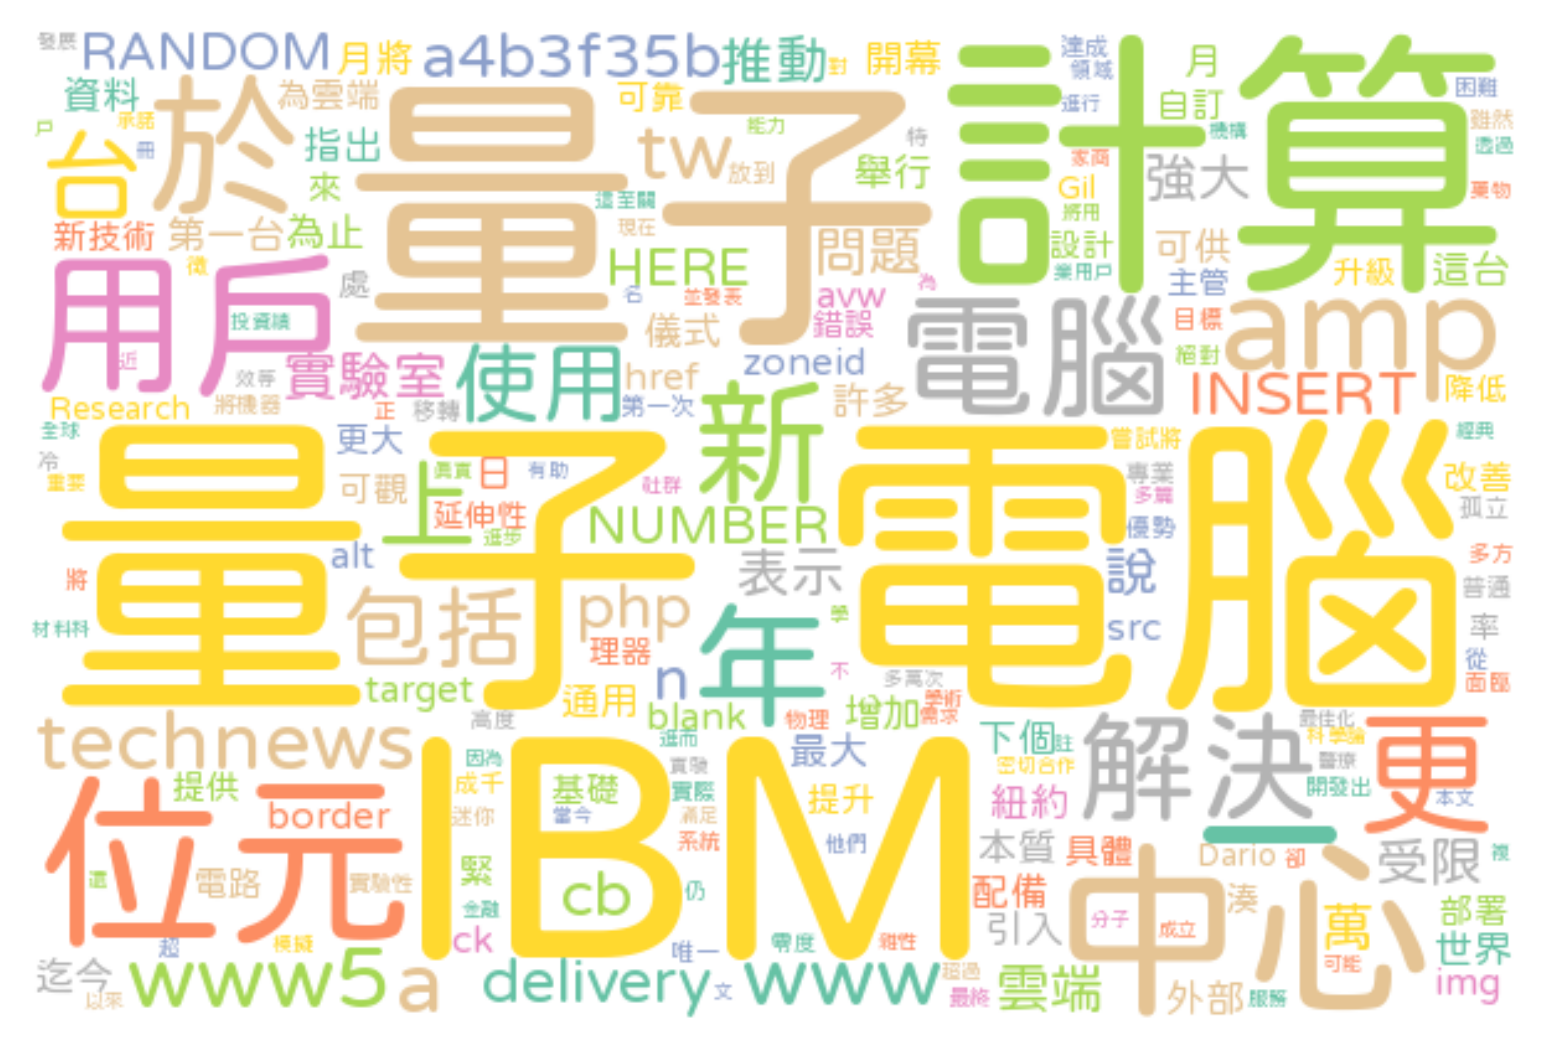 發展 RANDOM 月將 a4b3f35b 推動 對 開幕 達成 領域 月 計算
資料 於 為雲端 量子 可靠 進行 自訂 困難
戶 承諾 台 冊 指出 tw 能力 特 機構 雖然 透過
來 放到 舉行 家商 Gil 強大 藥物
新技術 第一台 為止 這至關 現在 將用
徵 用戶 處 HERE 問題 設計 可供 這台
投資續 名 並發表 avw 為 業用戶 主管 升級
近 儀式 錯誤 電腦 目標 amp
實驗室 使用 zoneid 絕對
效等 href INSERT 降低
Research 將機器 正 移轉 第一次 新 許多
全球 更大 量子電腦 嘗試將 經典
冷 重要 可觀 上 真實 日 有助 社群 專業 多篇 改善
延伸性 進步 NUMBER 優勢 孤立
alt 表示 說 多方
將 包括 php 普通
材料科 理器 年 學 src 率
target n 不 多萬次 從 面臨
通用 blank 物理 增加 學術 需求
technews 高度 IBM 進而 最大 下個 註 解決 最佳化 更
提供 因為 實驗 密切合作 科學論 醫療
位元 border 成千 基礎 實際 提升 紐約 開發出 本文
迷你 當今 滿足 系統 他們 本質 具體 Dario 卻 受限 複
這 電路 實驗性 緊 cb 仍 配備 中心
金融 引入 分子 湊 萬 部署
超 模擬 ck 唯一 零度 雜性 成立 世界
迄今 www5 a delivery www 超過 雲端 可能 img
以來 文 最終 外部 服務